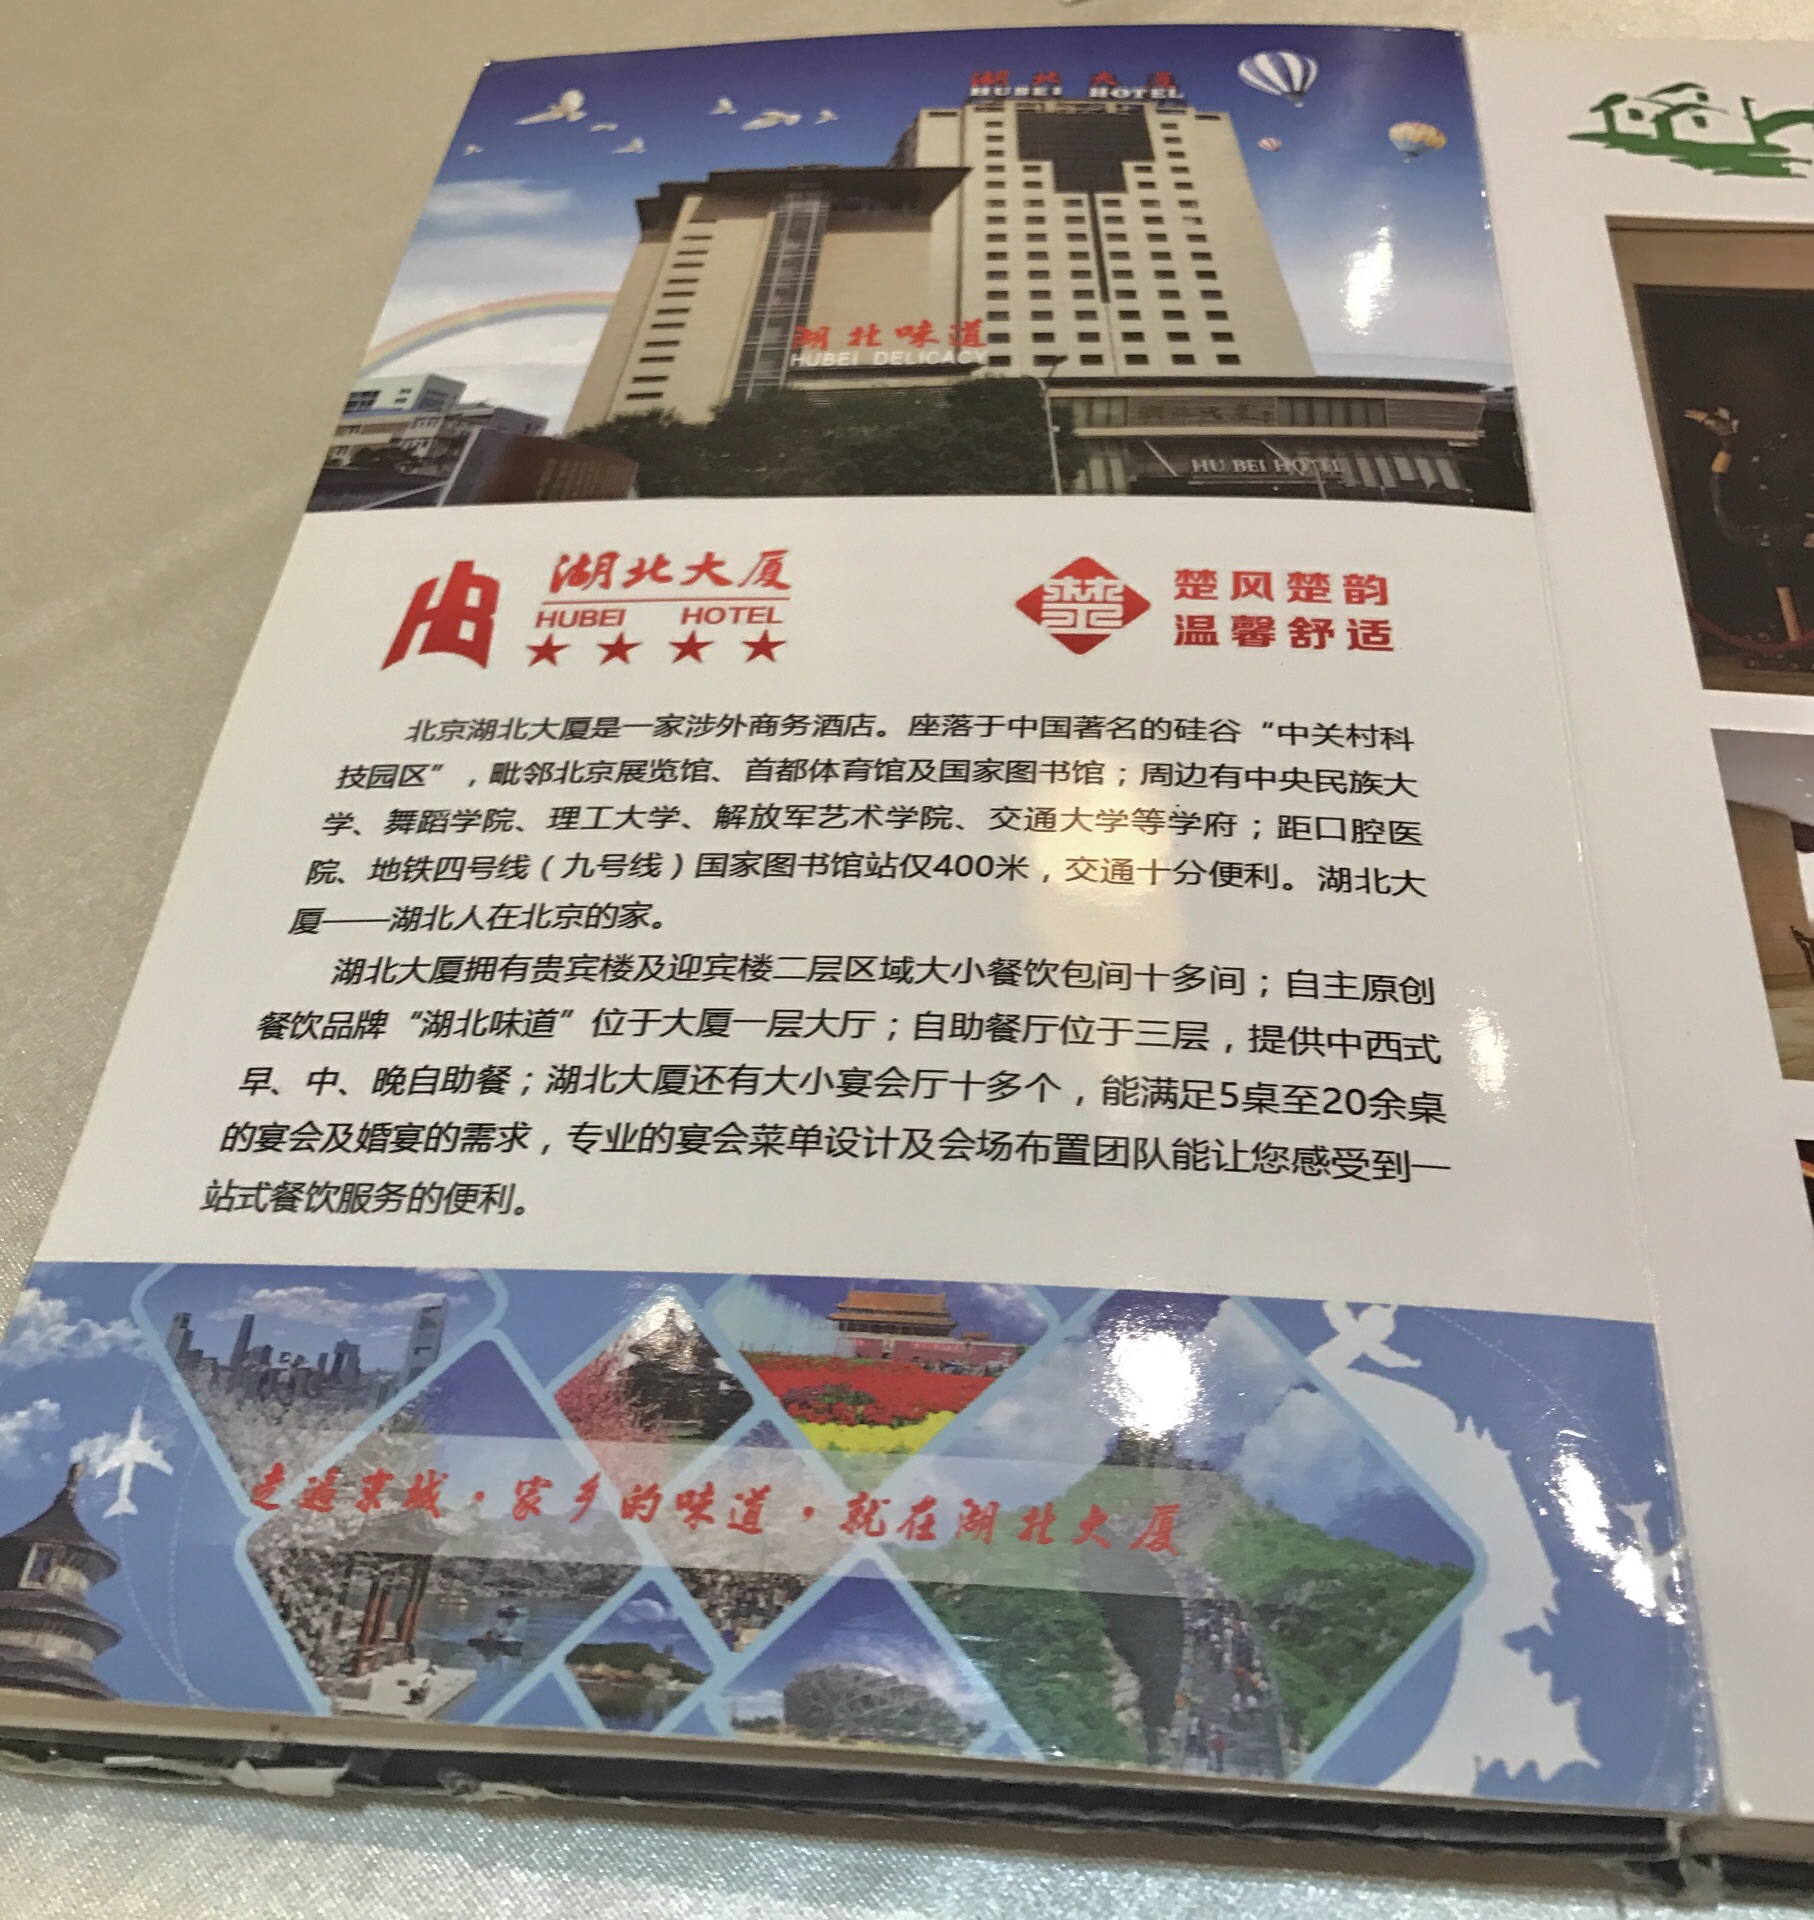 湖北大厦
HUBEI HOTEL
湖北味道
HUBEI DELICACY
湖北大厦
HU BEI HOTEL
湖北大厦
HUBEI HOTEL
楚风楚韵
温馨舒适
北京湖北大厦是一家涉外商务酒店。座落于中国著名的硅谷“中关村科
技园区”，毗邻北京展览馆、首都体育馆及国家图书馆；周边有中央民族大
学、舞蹈学院、理工大学、解放军艺术学院、交通大学等学府；距口腔医
院、地铁四号线（九号线）国家图书馆站仅400米，交通十分便利。湖北大
厦——湖北人在北京的家。
湖北大厦拥有贵宾楼及迎宾楼二层区域大小餐饮包间十多间；自主原创
餐饮品牌“湖北味道”位于大厦一层大厅；自助餐厅位于三层，提供中西式
早、中、晚自助餐；湖北大厦还有大小宴会厅十多个，能满足5桌至20余桌
的宴会及婚宴的需求，专业的宴会菜单设计及会场布置团队能让您感受到一
站式餐饮服务的便利。
走遍京城·家乡的味道·就在湖北大厦